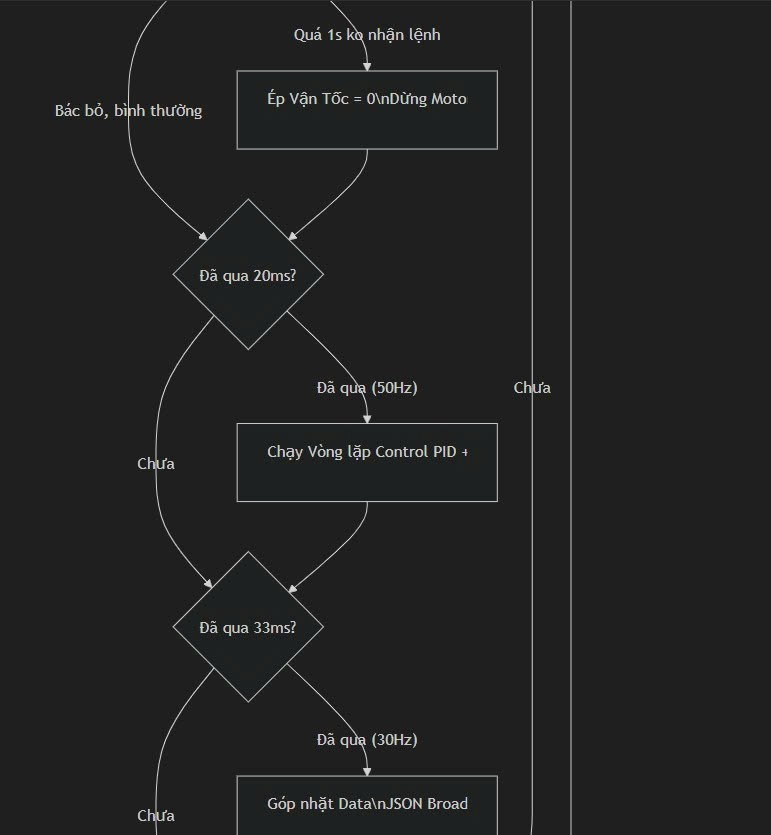 Quá 1s ko nhận lệnh
Ép Vận Tốc = 0\nDừng Moto
Bác bỏ, bình thường
Đã qua 20ms?
Đã qua (50Hz)
Chưa
Chạy Vòng lặp Control PID +
Chưa
Đã qua 33ms?
Đã qua (30Hz)
Góp nhặt Data\nJSON Broad
Chưa